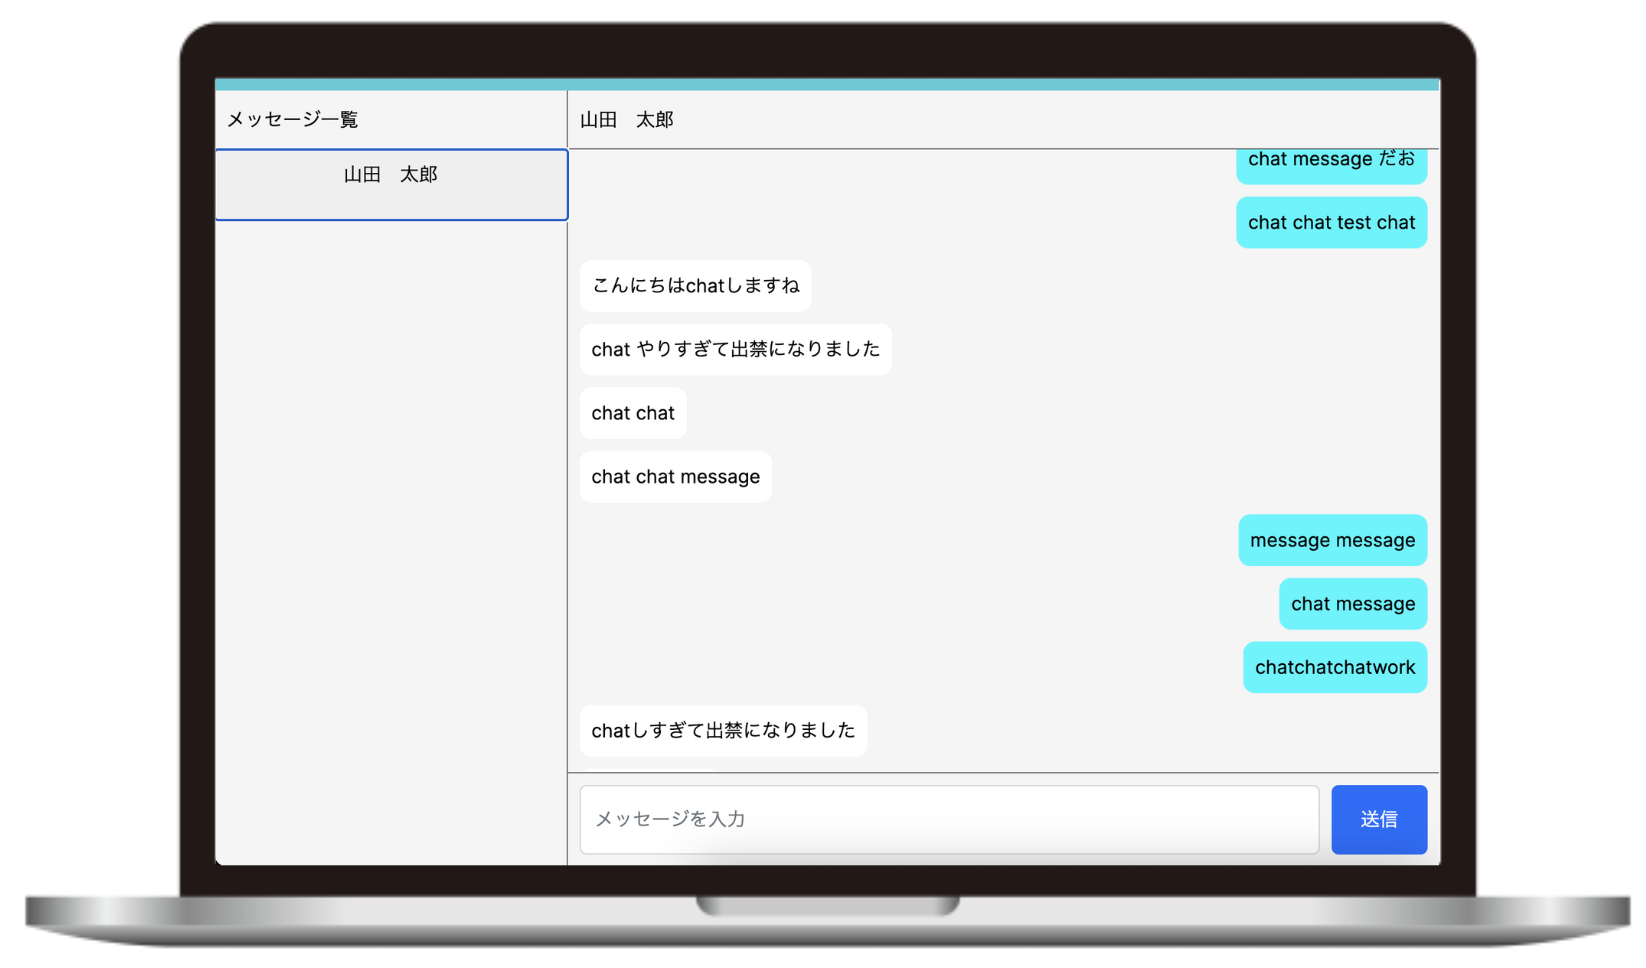 メッセージ一覧
山田　太郎
山田　太郎
chat message だお
chat chat test chat
こんにちはchatしますね
chat やりすぎて出禁になりました
chat chat
chat chat message
message message
chat message
chatchatchatwork
chatしすぎて出禁になりました
メッセージを入力
送信